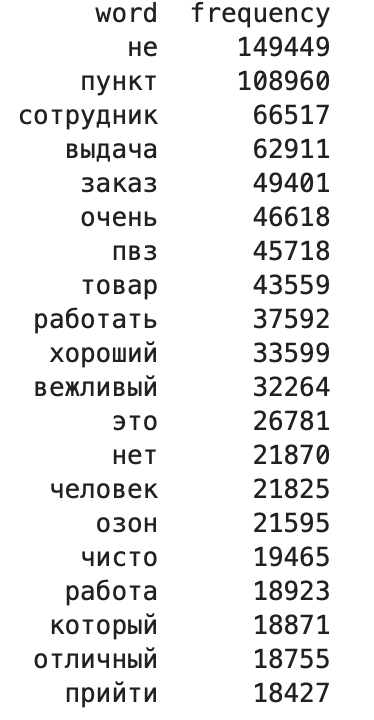 word frequency
не 149449
пункт 108960
сотрудник 66517
выдача 62911
заказ 49401
очень 46618
пвз 45718
товар 43559
работать 37592
хороший 33599
вежливый 32264
это 26781
нет 21870
человек 21825
озон 21595
чисто 19465
работа 18923
который 18871
отличный 18755
прийти 18427